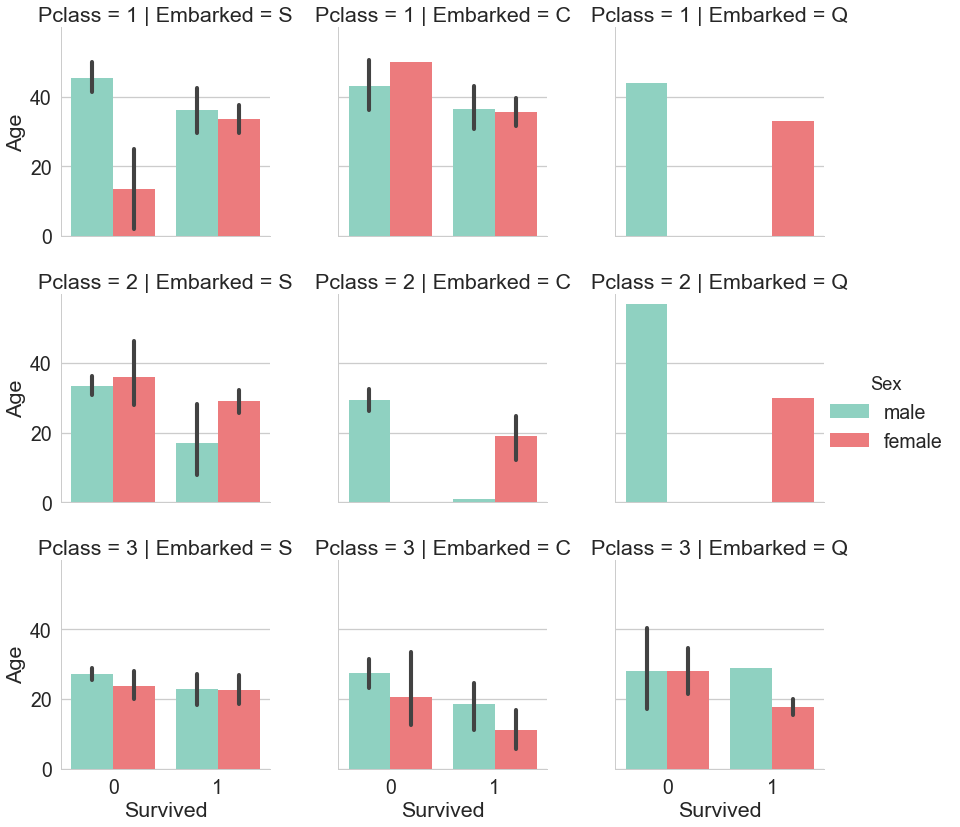 Pclass = 1 | Embarked = S
Pclass = 1 | Embarked = C
Pclass = 1 | Embarked = Q
Age
40
20
0
Pclass = 2 | Embarked = S
Pclass = 2 | Embarked = C
Pclass = 2 | Embarked = Q
Age
40
20
0
Sex
male
female
Pclass = 3 | Embarked = S
Pclass = 3 | Embarked = C
Pclass = 3 | Embarked = Q
Age
40
20
0
0 1
Survived
0 1
Survived
0 1
Survived